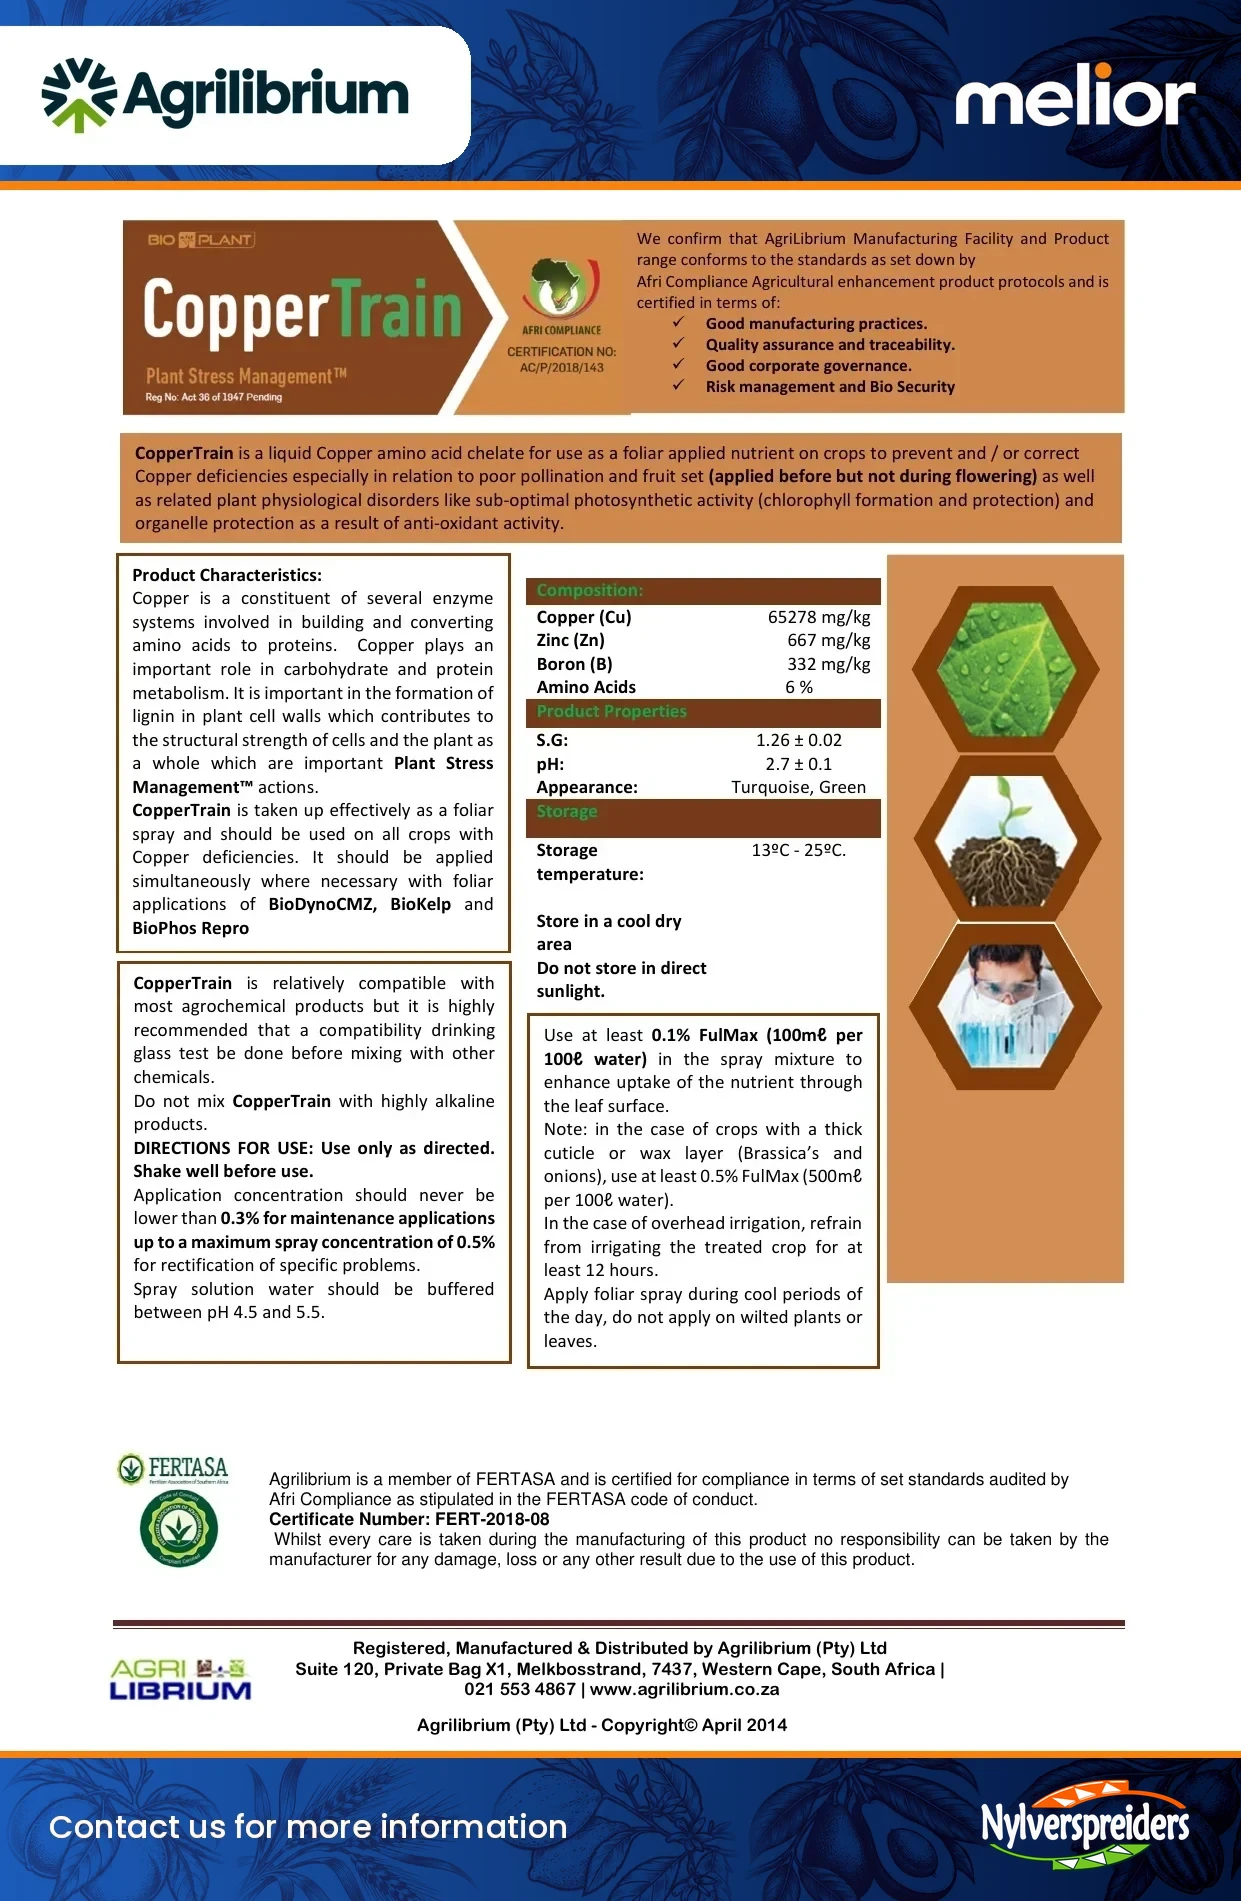 Agrilibrium
melior
BIO PLANT
CopperTrain
Plant Stress Management™
Reg No: Act 36 of 1947 Pending
AFRI COMPLIANCE
CERTIFICATION NO:
AC/P/2018/143
We confirm that AgriLibrium Manufacturing Facility and Product
range conforms to the standards as set down by
Afri Compliance Agricultural enhancement product protocols and is
certified in terms of:
✓ Good manufacturing practices.
✓ Quality assurance and traceability.
✓ Good corporate governance.
✓ Risk management and Bio Security
CopperTrain is a liquid Copper amino acid chelate for use as a foliar applied nutrient on crops to prevent and / or correct
Copper deficiencies especially in relation to poor pollination and fruit set (applied before but not during flowering) as well
as related plant physiological disorders like sub-optimal photosynthetic activity (chlorophyll formation and protection) and
organelle protection as a result of anti-oxidant activity.
Product Characteristics:
Copper is a constituent of several enzyme
systems involved in building and converting
amino acids to proteins. Copper plays an
important role in carbohydrate and protein
metabolism. It is important in the formation of
lignin in plant cell walls which contributes to
the structural strength of cells and the plant as
a whole which are important Plant Stress
Management™ actions.
CopperTrain is taken up effectively as a foliar
spray and should be used on all crops with
Copper deficiencies. It should be applied
simultaneously where necessary with foliar
applications of BioDynoCMZ, BioKelp and
BioPhos Repro
CopperTrain is relatively compatible with
most agrochemical products but it is highly
recommended that a compatibility drinking
glass test be done before mixing with other
chemicals.
Do not mix CopperTrain with highly alkaline
products.
DIRECTIONS FOR USE: Use only as directed.
Shake well before use.
Application concentration should never be
lower than 0.3% for maintenance applications
up to a maximum spray concentration of 0.5%
for rectification of specific problems.
Spray solution water should be buffered
between pH 4.5 and 5.5.
Composition:
Copper (Cu) 65278 mg/kg
Zinc (Zn) 667 mg/kg
Boron (B) 332 mg/kg
Amino Acids 6 %
Product Properties
S.G: 1.26 ± 0.02
pH: 2.7 ± 0.1
Appearance: Turquoise, Green
Storage
Storage 13ºC - 25ºC.
temperature:
Store in a cool dry
area
Do not store in direct
sunlight.
Use at least 0.1% FulMax (100mℓ per
100ℓ water) in the spray mixture to
enhance uptake of the nutrient through
the leaf surface.
Note: in the case of crops with a thick
cuticle or wax layer (Brassica's and
onions), use at least 0.5% FulMax (500mℓ
per 100ℓ water).
In the case of overhead irrigation, refrain
from irrigating the treated crop for at
least 12 hours.
Apply foliar spray during cool periods of
the day, do not apply on wilted plants or
leaves.
FERTASA
Fertilizer Association of Southern Africa
Code of Conduct
Agrilibrium is a member of FERTASA and is certified for compliance in terms of set standards audited by
Afri Compliance as stipulated in the FERTASA code of conduct.
Certificate Number: FERT-2018-08
Whilst every care is taken during the manufacturing of this product no responsibility can be taken by the
manufacturer for any damage, loss or any other result due to the use of this product.
AGRI
LIBRIUM
Registered, Manufactured & Distributed by Agrilibrium (Pty) Ltd
Suite 120, Private Bag X1, Melkbosstrand, 7437, Western Cape, South Africa |
021 553 4867 | www.agrilibrium.co.za
Agrilibrium (Pty) Ltd - Copyright© April 2014
Contact us for more information
Nylverspreiders